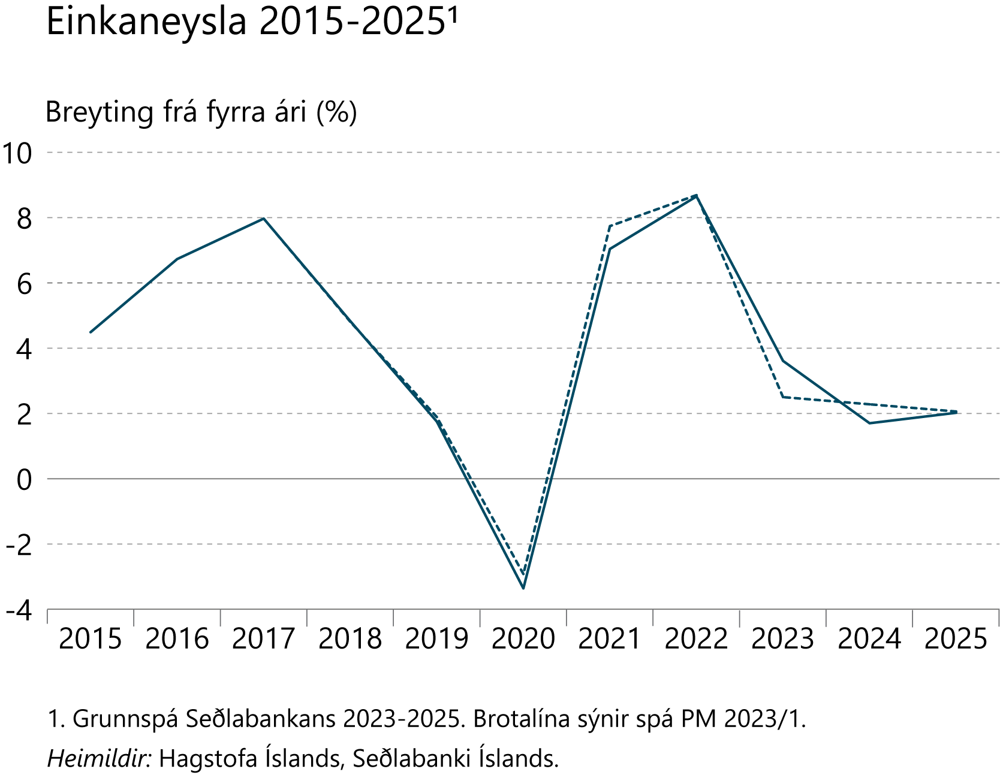 Einkaneysla 2015-2025¹
Breyting frá fyrra ári (%)
10
8
6
4
2
0
-2
-4
2015 2016 2017 2018 2019 2020 2021 2022 2023 2024 2025
1. Grunnspá Seðlabankans 2023-2025. Brotalína sýnir spá PM 2023/1.
Heimildir: Hagstofa Íslands, Seðlabanki Íslands.